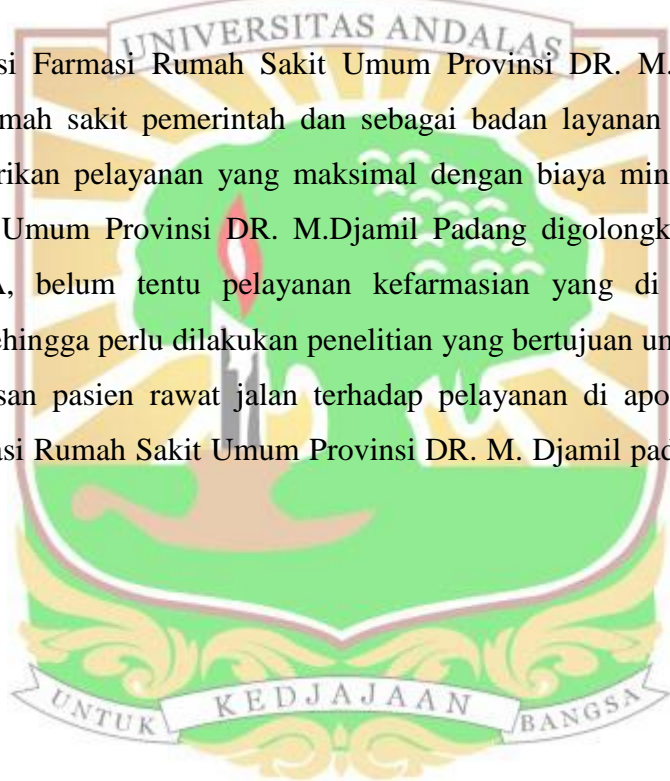 UNIVERSITAS ANDALAS
si Farmasi Rumah Sakit Umum Provinsi DR. M.
mah sakit pemerintah dan sebagai badan layanan
rikan pelayanan yang maksimal dengan biaya min
Umum Provinsi DR. M.Djamil Padang digolongk
A, belum tentu pelayanan kefarmasian yang di
ehingga perlu dilakukan penelitian yang bertujuan un
san pasien rawat jalan terhadap pelayanan di apo
asi Rumah Sakit Umum Provinsi DR. M. Djamil pad
UNTUK KEDJAJAAN BANGSA